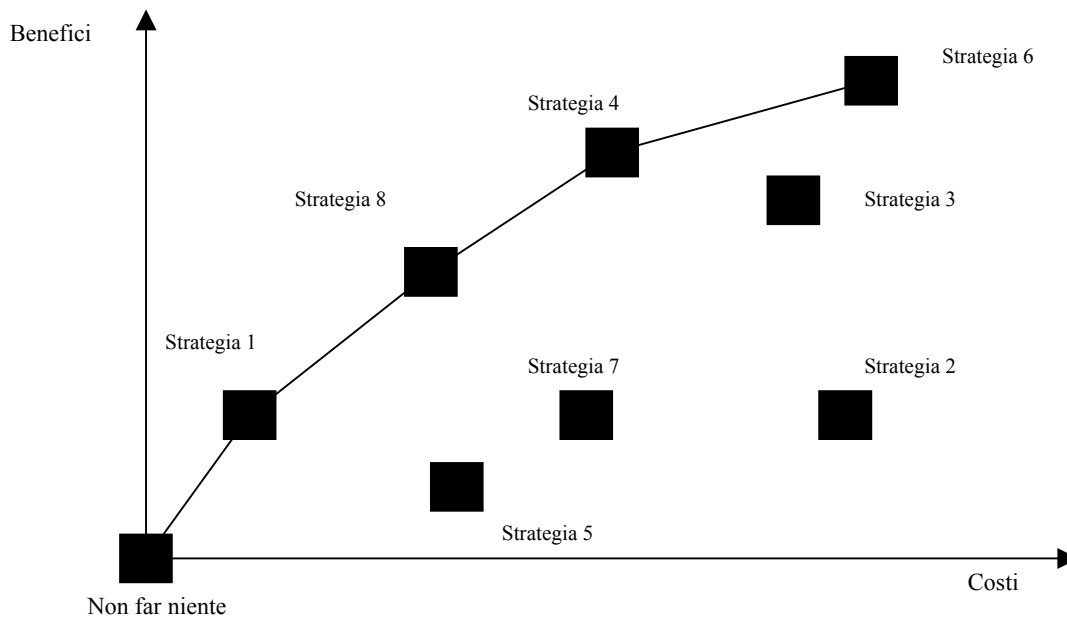 Benefici
Strategia 6
Strategia 4
Strategia 8
Strategia 3
Strategia 1
Strategia 7
Strategia 2
Strategia 5
Costi
Non far niente